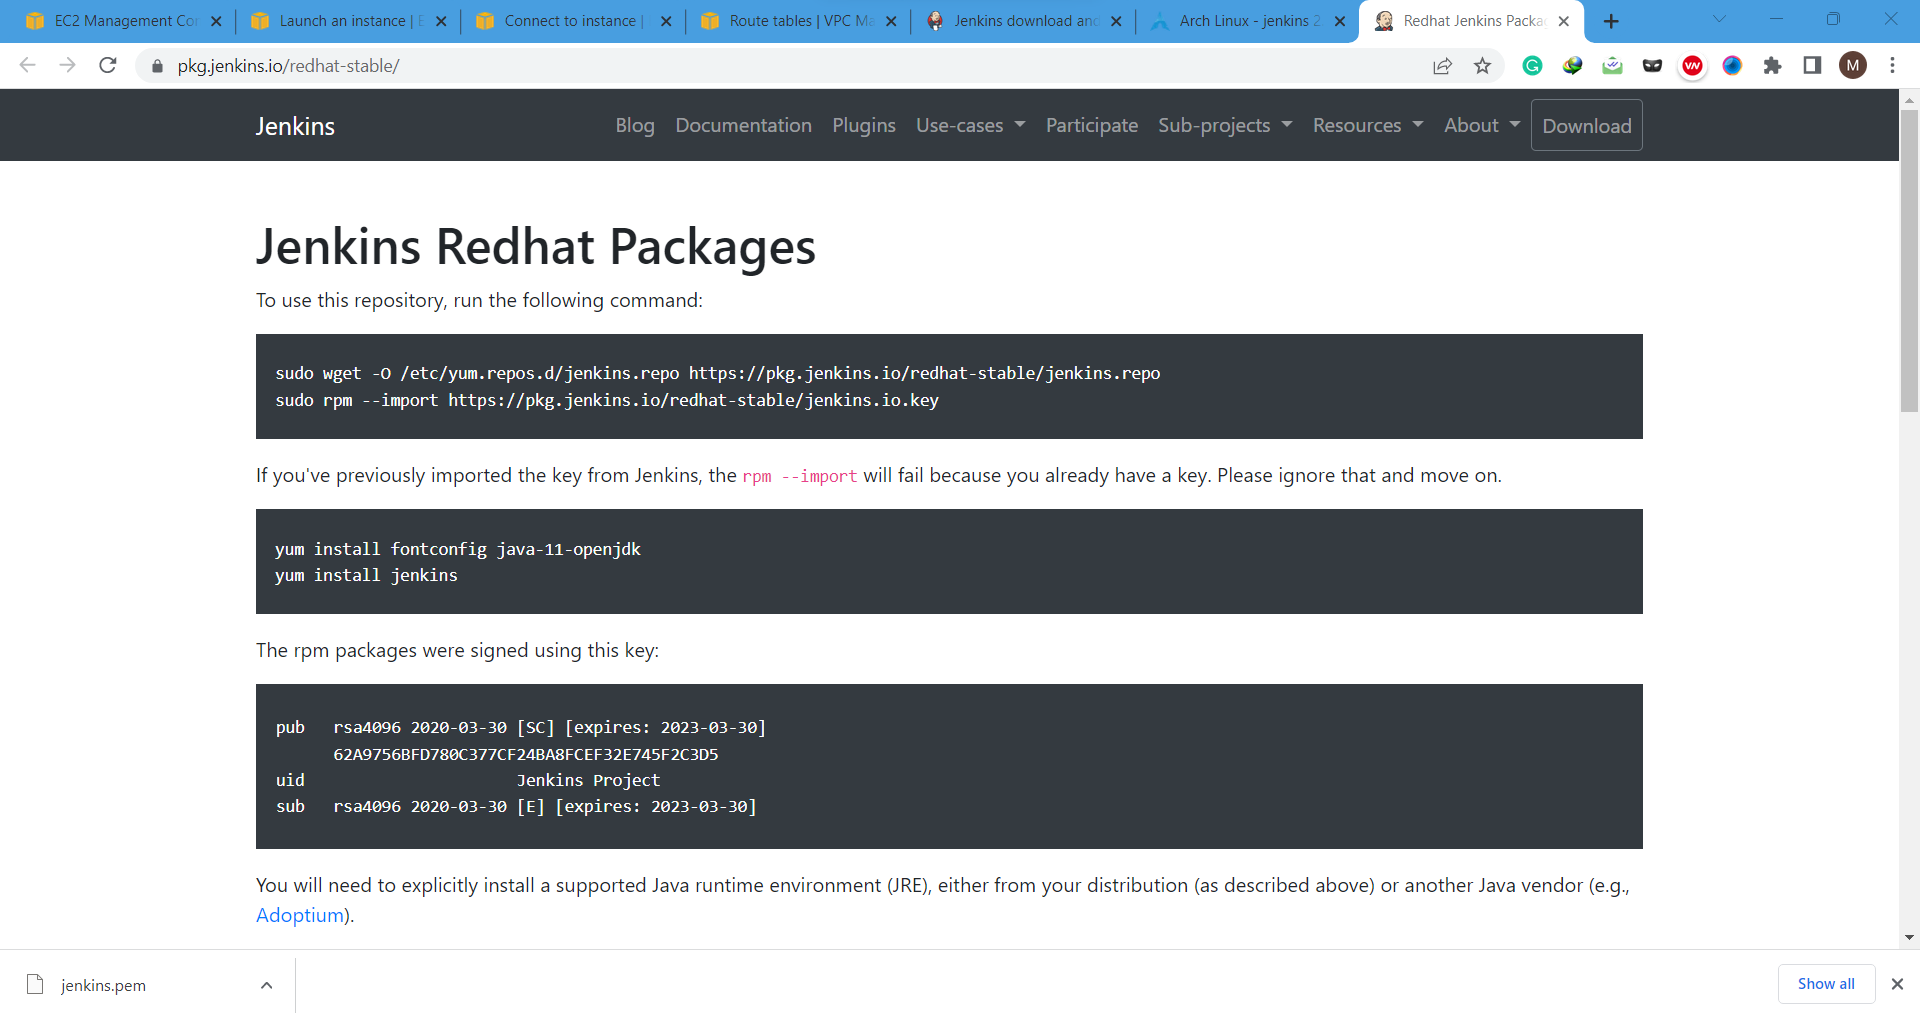 EC2 Management Con
Launch an instance | E
Connect to instance |
Route tables | VPC Ma
Jenkins download and
Arch Linux - jenkins 2
Redhat Jenkins Packa
pkg.jenkins.io/redhat-stable/
G
VN
M
Jenkins
Blog Documentation Plugins Use-cases Participate Sub-projects Resources About Download
Jenkins Redhat Packages
To use this repository, run the following command:
sudo wget -O /etc/yum.repos.d/jenkins.repo https://pkg.jenkins.io/redhat-stable/jenkins.repo
sudo rpm --import https://pkg.jenkins.io/redhat-stable/jenkins.io.key
If you've previously imported the key from Jenkins, the rpm --import will fail because you already have a key. Please ignore that and move on.
yum install fontconfig java-11-openjdk
yum install jenkins
The rpm packages were signed using this key:
pub   rsa4096 2020-03-30 [SC] [expires: 2023-03-30]
      62A9756BFD780C377CF24BA8FCEF32E745F2C3D5
uid                      Jenkins Project
sub   rsa4096 2020-03-30 [E] [expires: 2023-03-30]
You will need to explicitly install a supported Java runtime environment (JRE), either from your distribution (as described above) or another Java vendor (e.g.,
Adoptium).
jenkins.pem
Show all